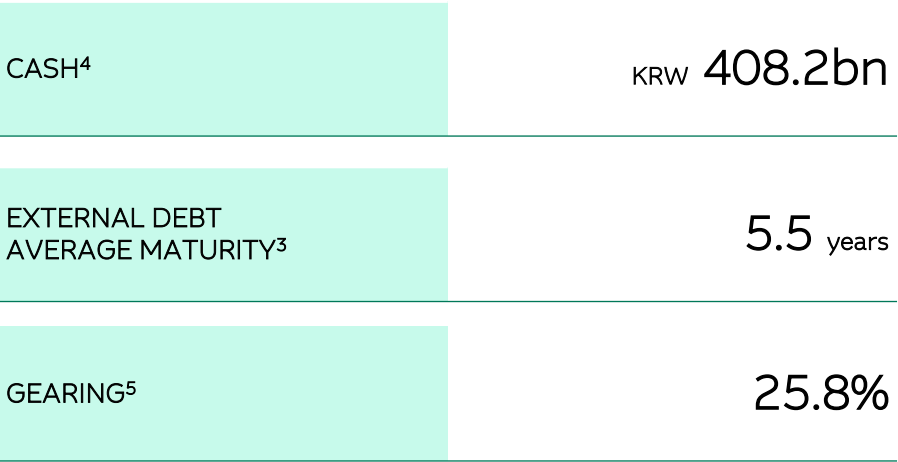 CASH⁴
KRW 408.2bn
EXTERNAL DEBT
AVERAGE MATURITY³
5.5 years
GEARING⁵
25.8%